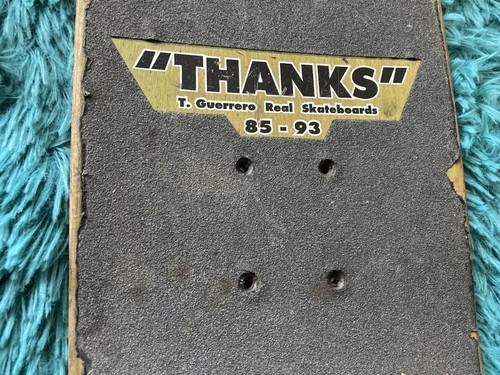 "THANKS"
T. Guerrero Real Skateboards
85 - 93